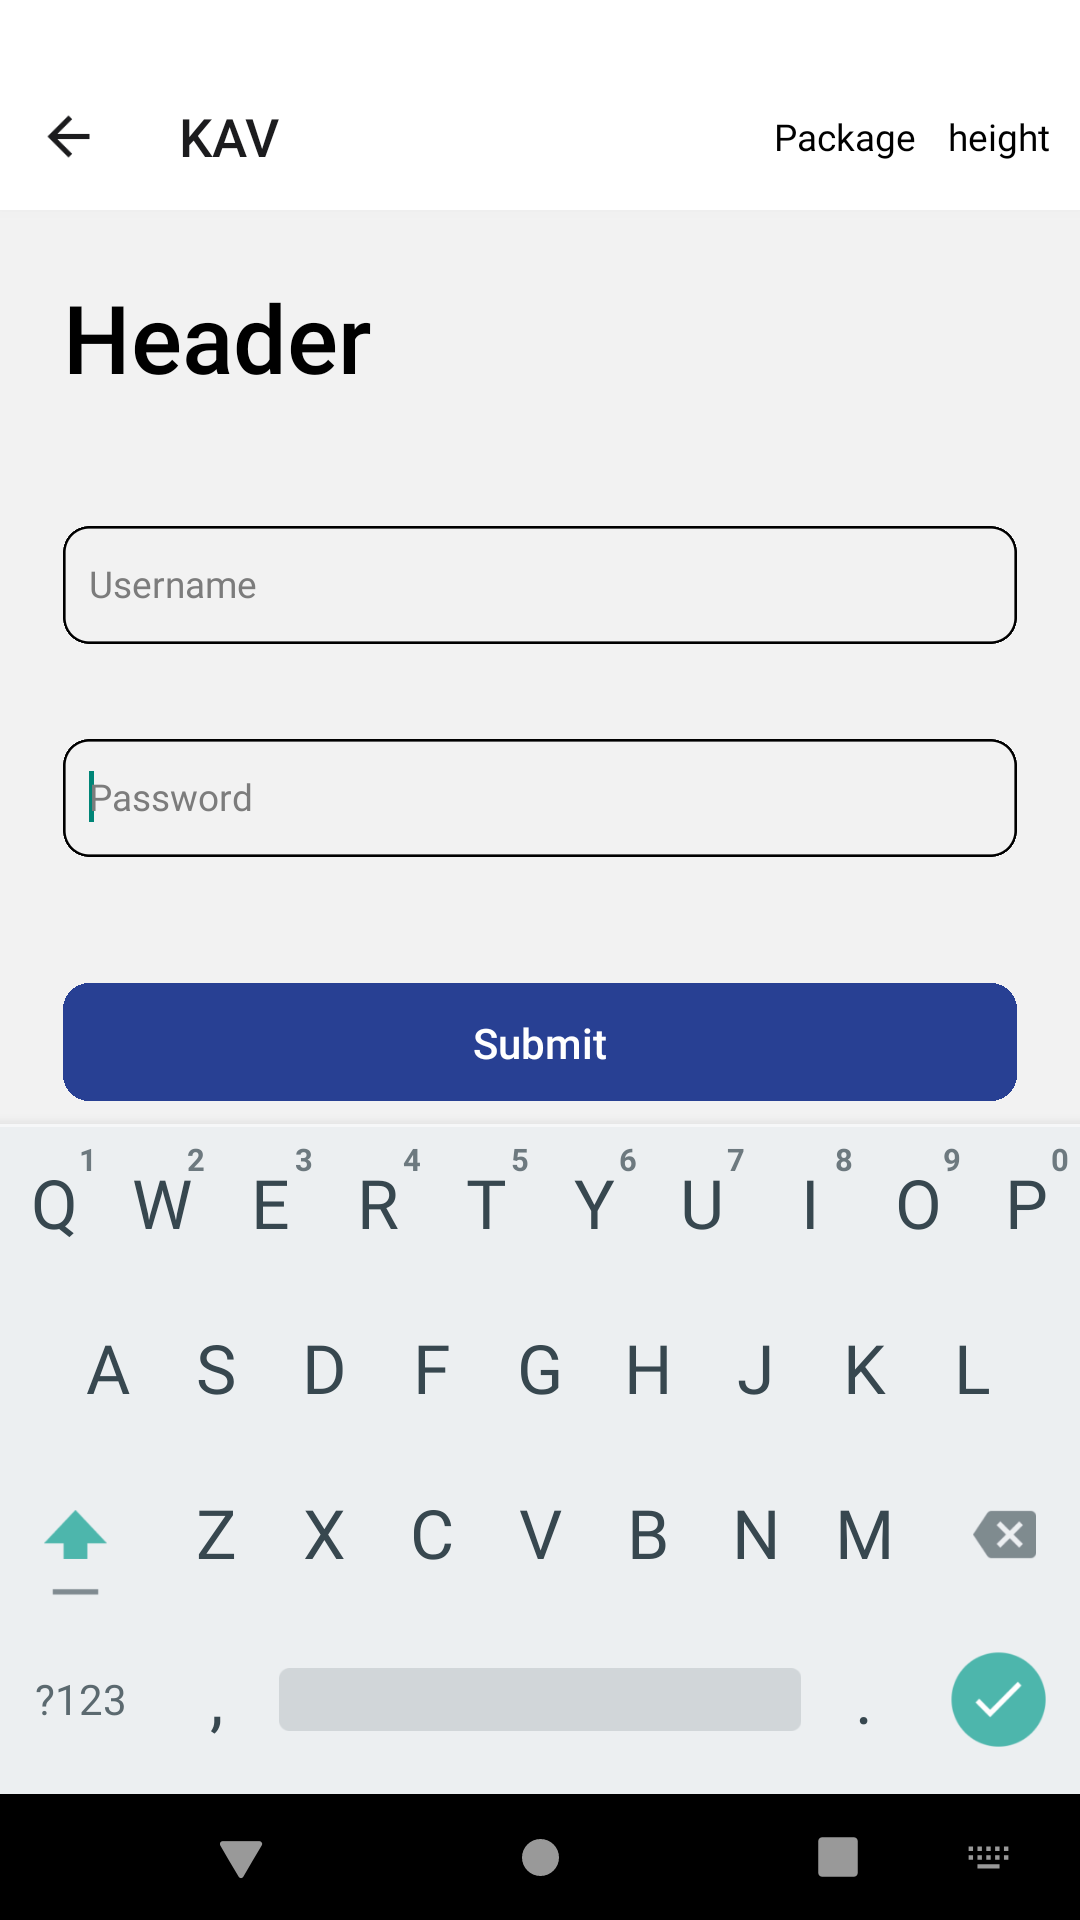 KAV Package height
Header
Username
Password
Submit
1 2 3 4 5 6 7 8 9 0
Q W E R T Y U I O P
A S D F G H J K L
Z X C V B N M
?123 , .